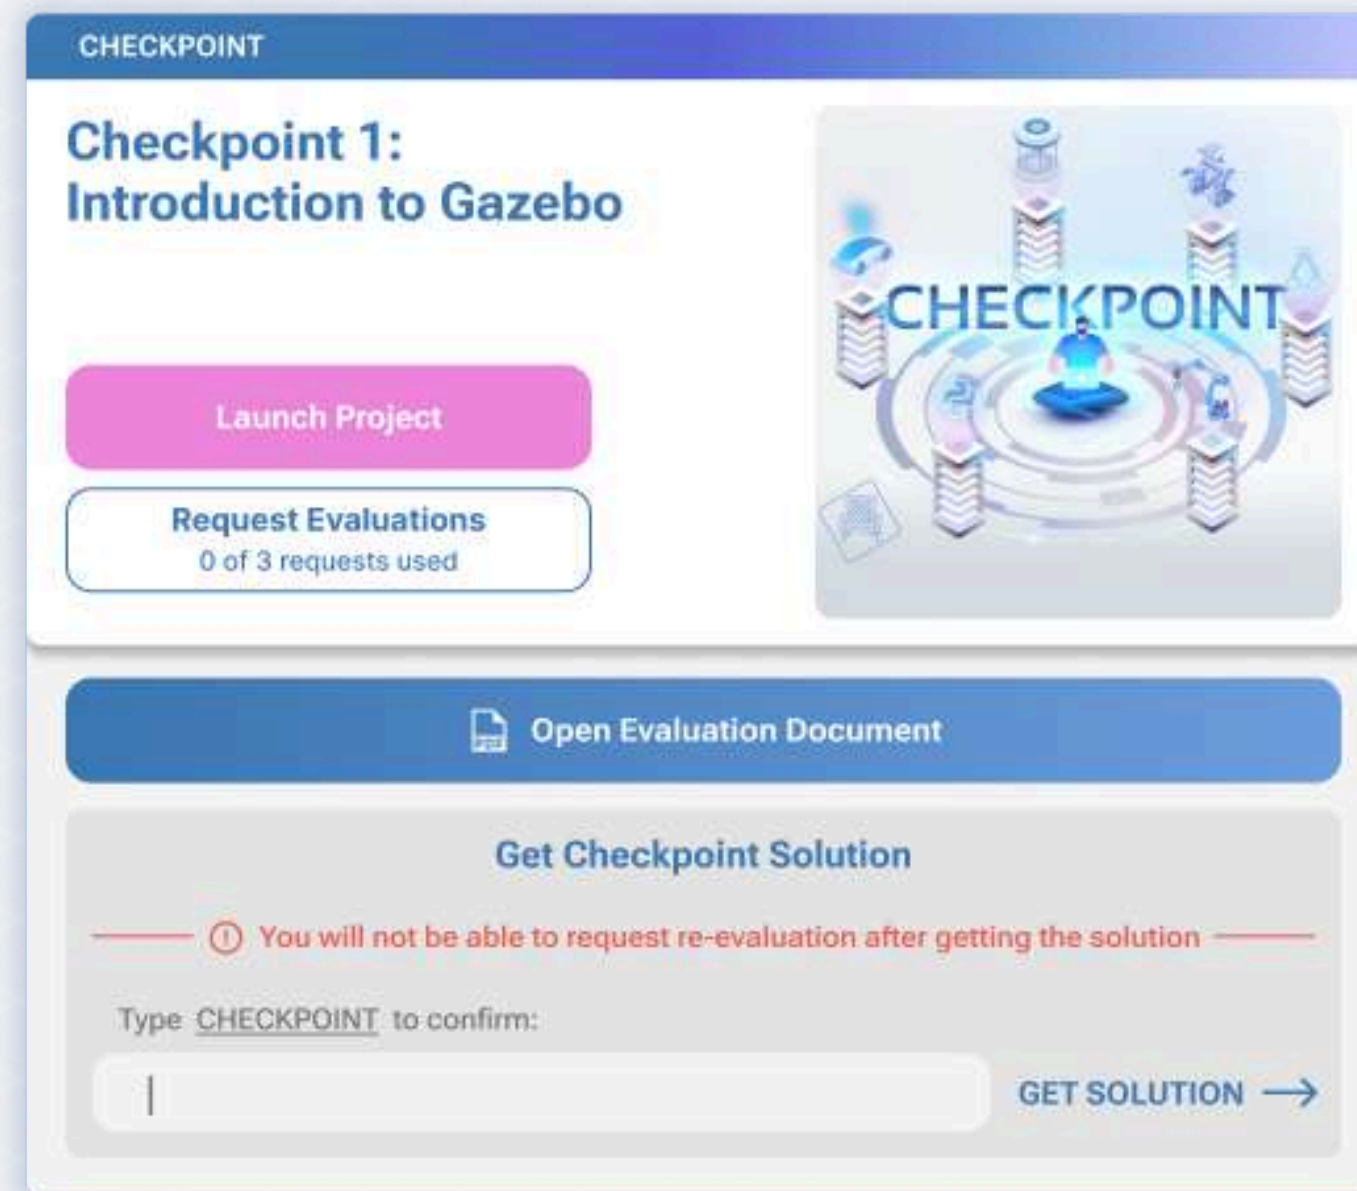 CHECKPOINT
Checkpoint 1:
Introduction to Gazebo
CHECKPOINT
Launch Project
Request Evaluations
0 of 3 requests used
PDF
Open Evaluation Document
Get Checkpoint Solution
You will not be able to request re-evaluation after getting the solution
Type CHECKPOINT to confirm:
GET SOLUTION